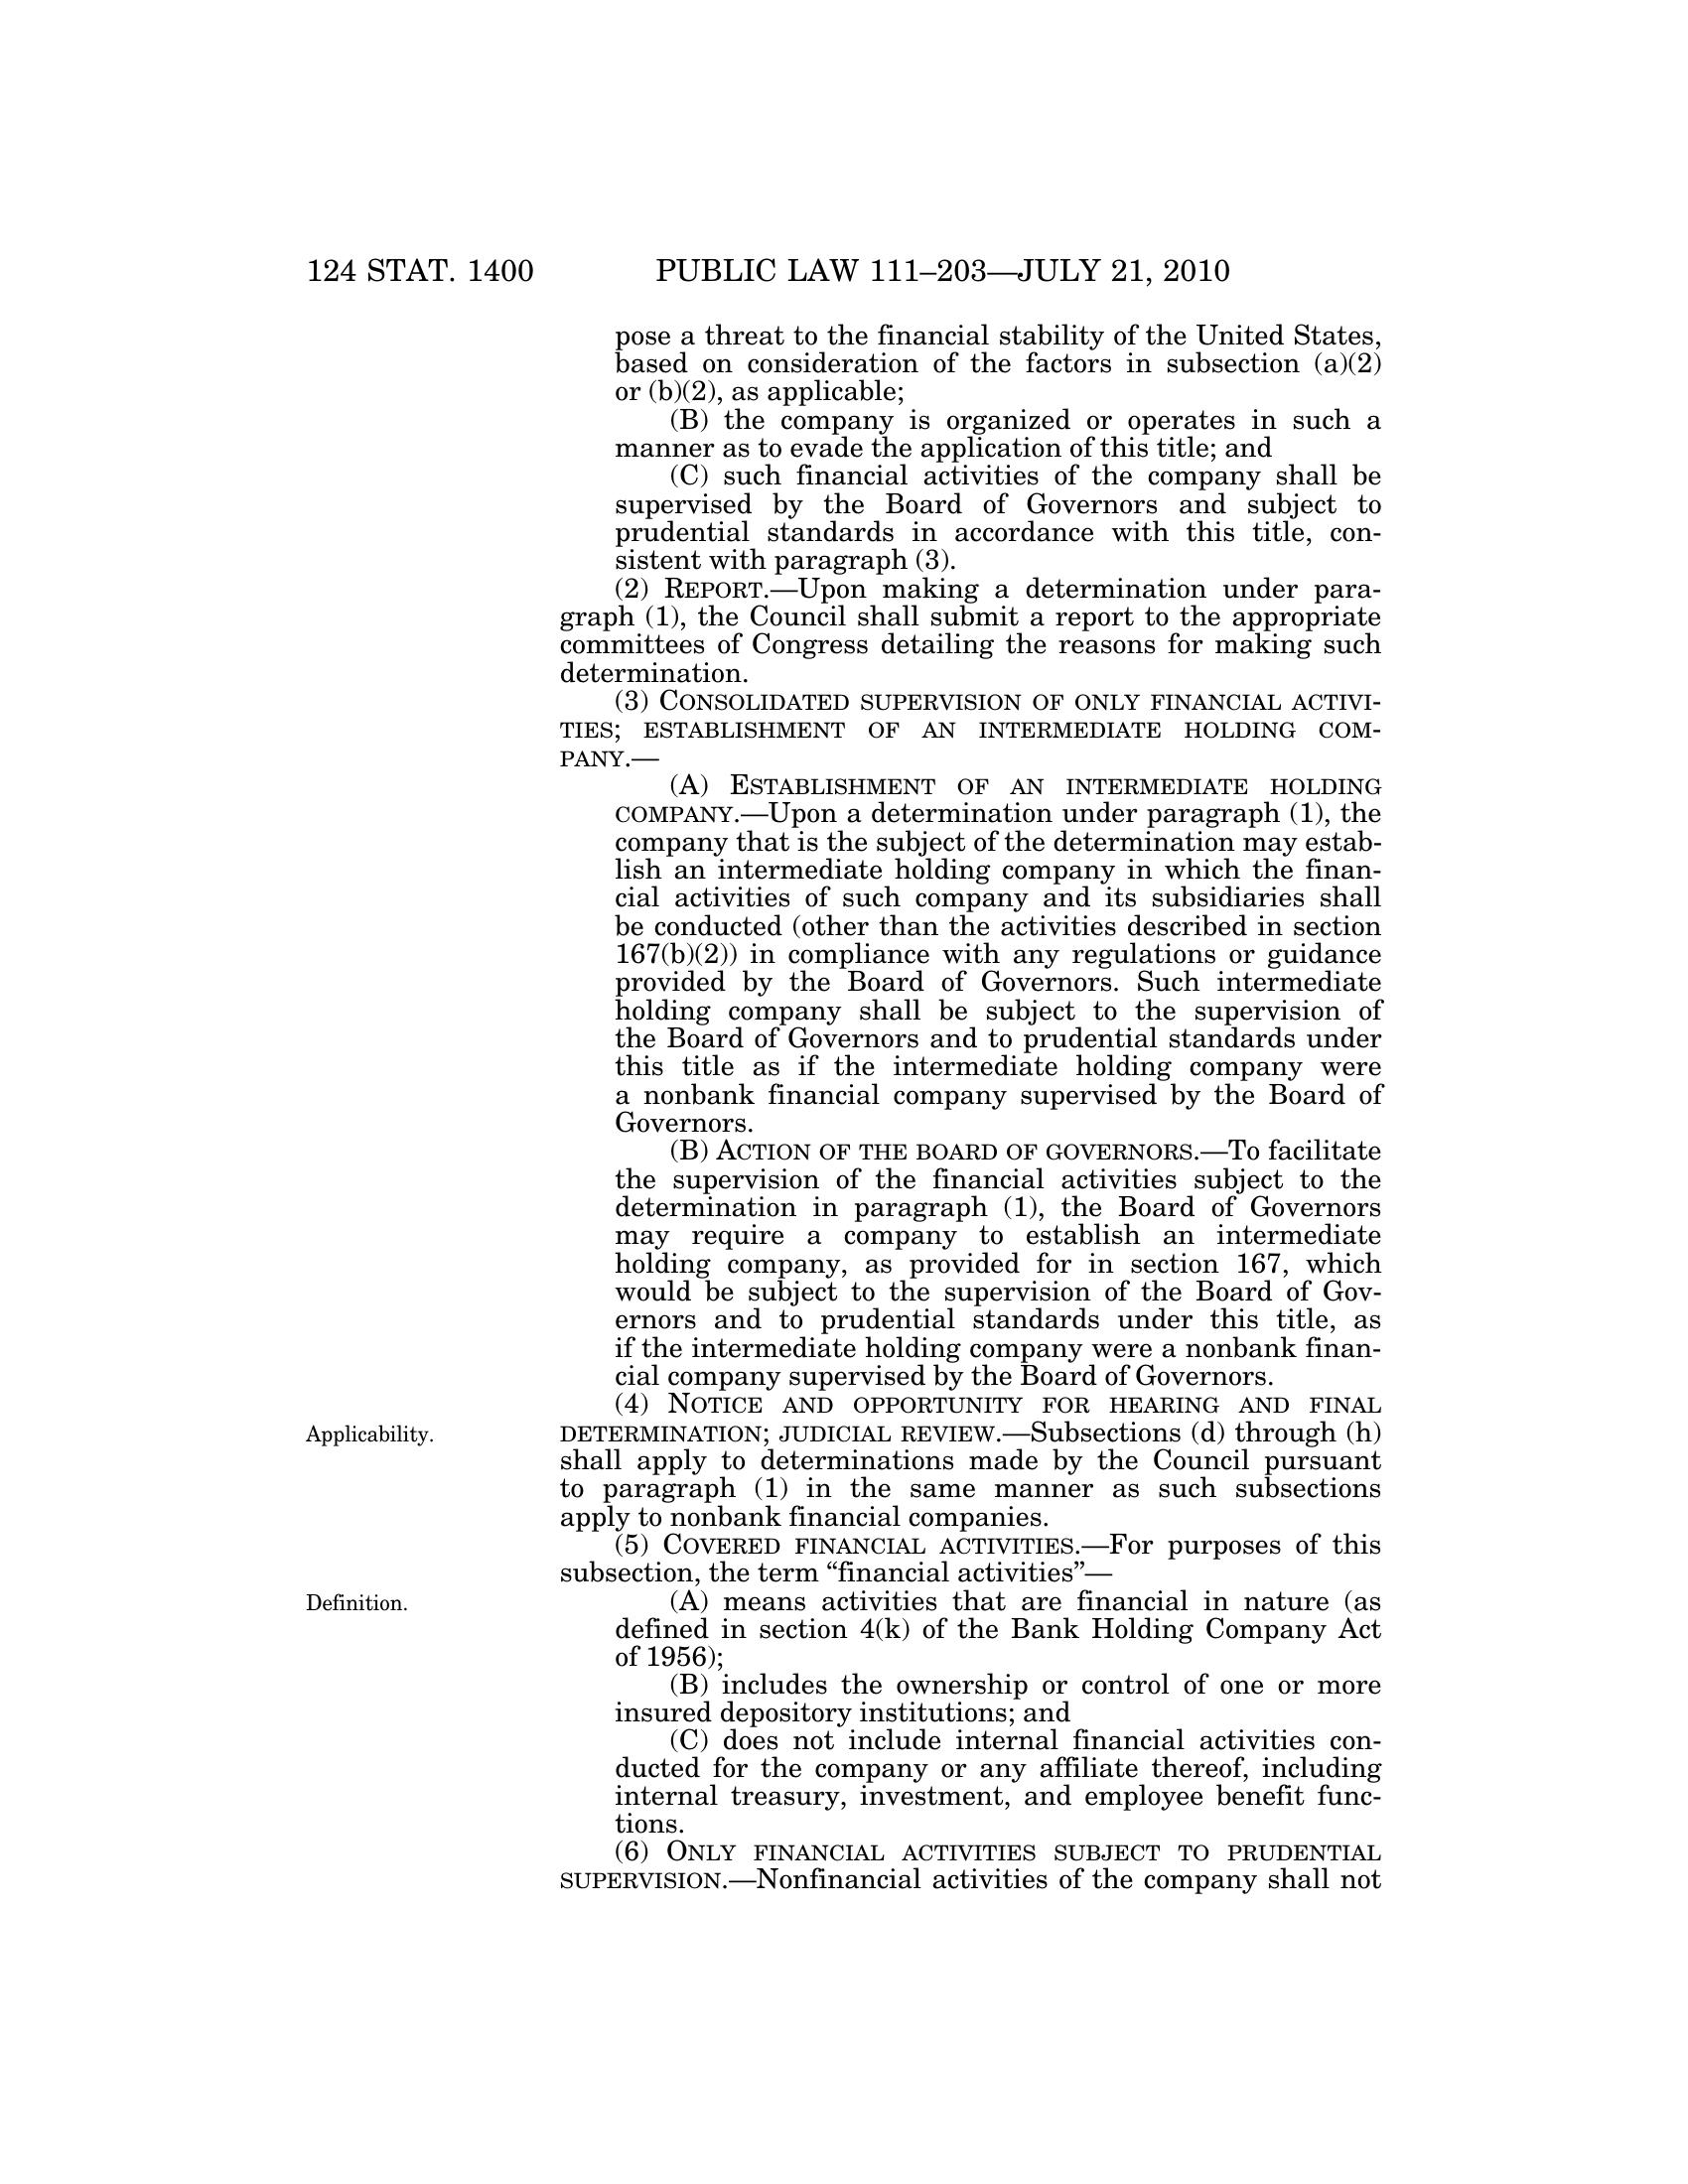 124 STAT. 1400 PUBLIC LAW 111–203—JULY 21, 2010
pose a threat to the financial stability of the United States,
based on consideration of the factors in subsection (a)(2)
or (b)(2), as applicable;
(B) the company is organized or operates in such a
manner as to evade the application of this title; and
(C) such financial activities of the company shall be
supervised by the Board of Governors and subject to
prudential standards in accordance with this title, con-
sistent with paragraph (3).
(2) REPORT.—Upon making a determination under para-
graph (1), the Council shall submit a report to the appropriate
committees of Congress detailing the reasons for making such
determination.
(3) CONSOLIDATED SUPERVISION OF ONLY FINANCIAL ACTIVI-
TIES; ESTABLISHMENT OF AN INTERMEDIATE HOLDING COM-
PANY.—
(A) ESTABLISHMENT OF AN INTERMEDIATE HOLDING
COMPANY.—Upon a determination under paragraph (1), the
company that is the subject of the determination may estab-
lish an intermediate holding company in which the finan-
cial activities of such company and its subsidiaries shall
be conducted (other than the activities described in section
167(b)(2)) in compliance with any regulations or guidance
provided by the Board of Governors. Such intermediate
holding company shall be subject to the supervision of
the Board of Governors and to prudential standards under
this title as if the intermediate holding company were
a nonbank financial company supervised by the Board of
Governors.
(B) ACTION OF THE BOARD OF GOVERNORS.—To facilitate
the supervision of the financial activities subject to the
determination in paragraph (1), the Board of Governors
may require a company to establish an intermediate
holding company, as provided for in section 167, which
would be subject to the supervision of the Board of Gov-
ernors and to prudential standards under this title, as
if the intermediate holding company were a nonbank finan-
cial company supervised by the Board of Governors.
(4) NOTICE AND OPPORTUNITY FOR HEARING AND FINAL
Applicability. DETERMINATION; JUDICIAL REVIEW.—Subsections (d) through (h)
shall apply to determinations made by the Council pursuant
to paragraph (1) in the same manner as such subsections
apply to nonbank financial companies.
(5) COVERED FINANCIAL ACTIVITIES.—For purposes of this
subsection, the term “financial activities”—
Definition. (A) means activities that are financial in nature (as
defined in section 4(k) of the Bank Holding Company Act
of 1956);
(B) includes the ownership or control of one or more
insured depository institutions; and
(C) does not include internal financial activities con-
ducted for the company or any affiliate thereof, including
internal treasury, investment, and employee benefit func-
tions.
(6) ONLY FINANCIAL ACTIVITIES SUBJECT TO PRUDENTIAL
SUPERVISION.—Nonfinancial activities of the company shall not